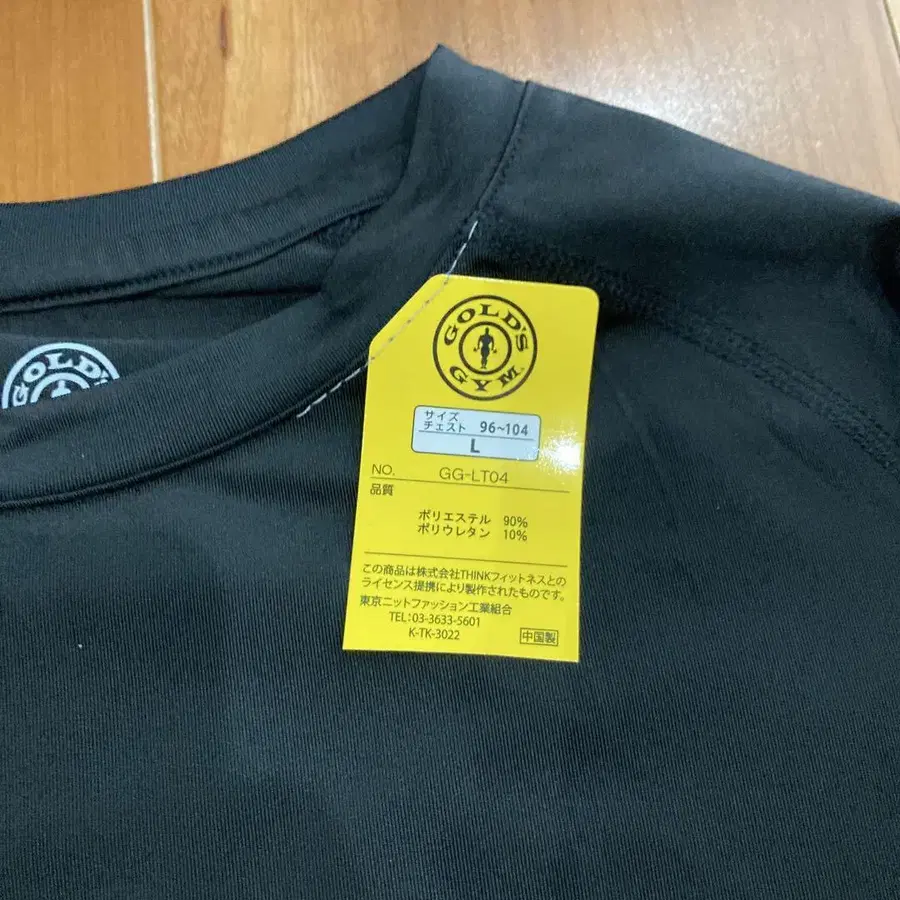 GOLD'S
GYM
GOLD'S
サイズ
チェスト 96~104
L
NO. GG-LT04
品質
ポリエステル 90%
ポリウレタン 10%
この商品は株式会社THINKフィットネスとの
ライセンス提携により製作されたものです。
東京ニットファッション工業組合
TEL:03-3633-5601
K-TK-3022
中国製